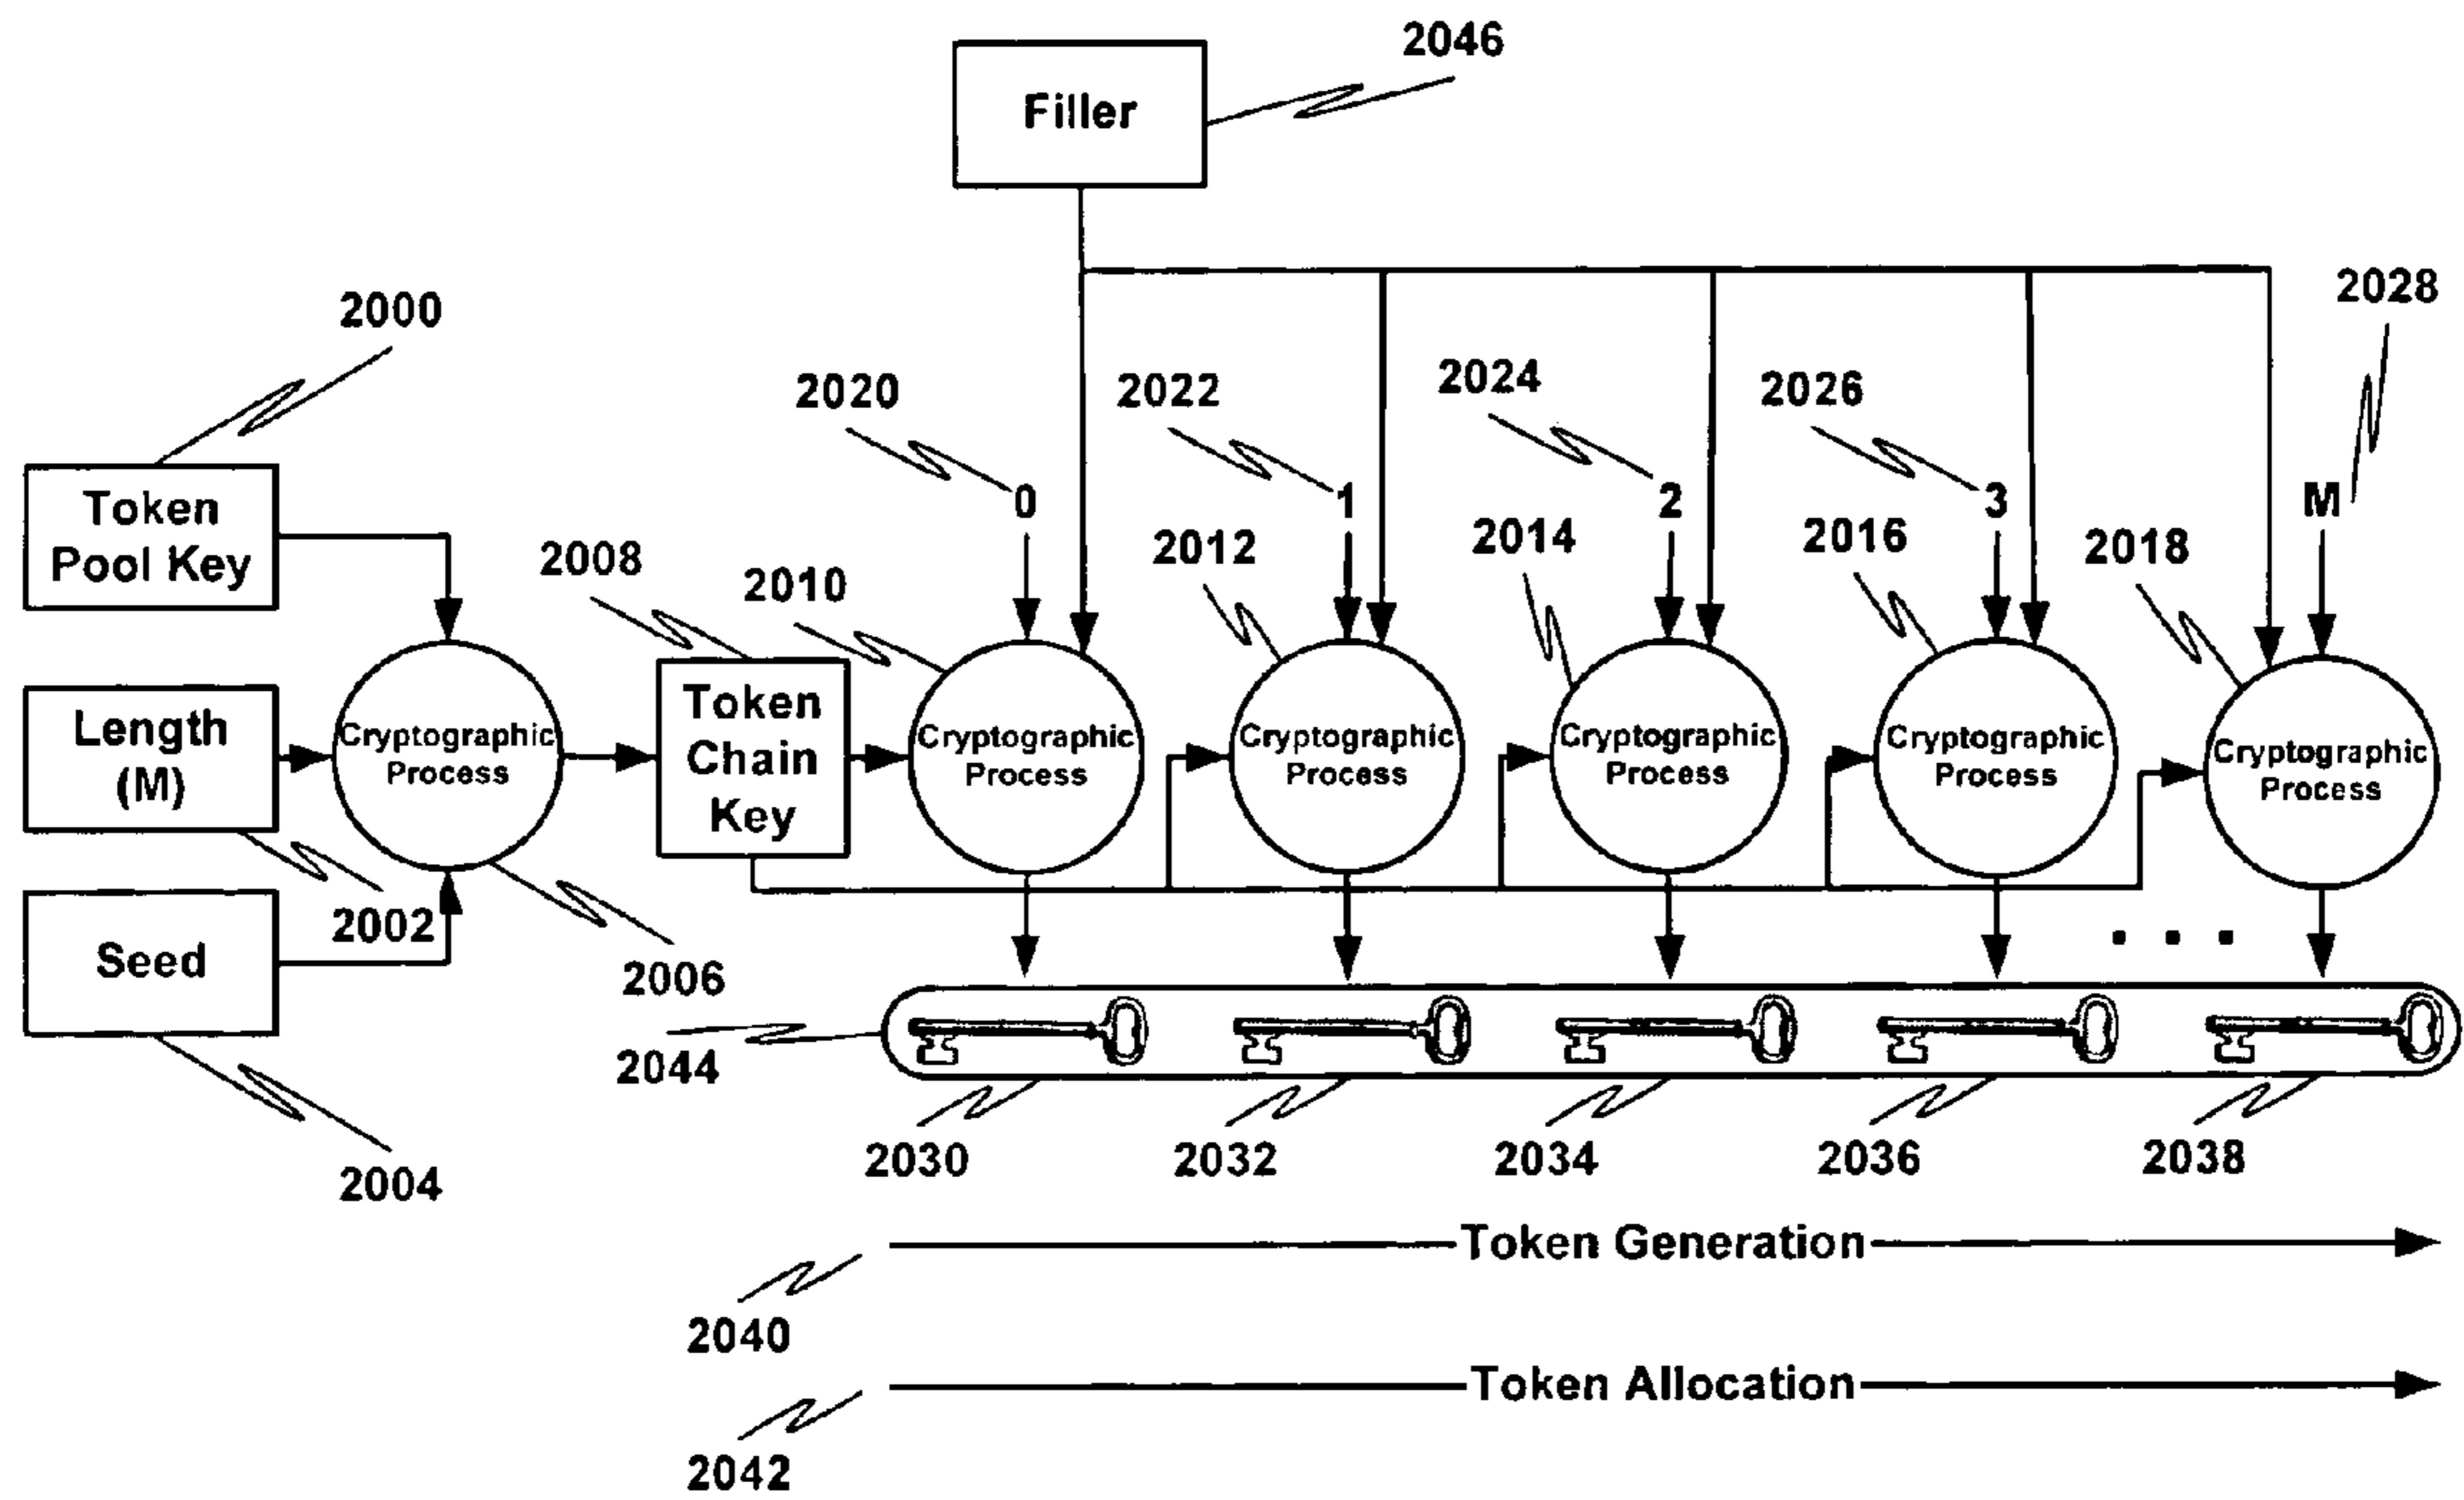 2046
Filler
2000
2028
2020
2022
2024
2026
Token
Pool Key
0
1
2
3
M
2008
2010
2012
2014
2016
2018
Length
(M)
Cryptographic
Process
Token
Chain
Key
Cryptographic
Process
Cryptographic
Process
Cryptographic
Process
Cryptographic
Process
Cryptographic
Process
2002
Seed
2006
. . .
2044
2004
2030
2032
2034
2036
2038
Token Generation
2040
Token Allocation
2042